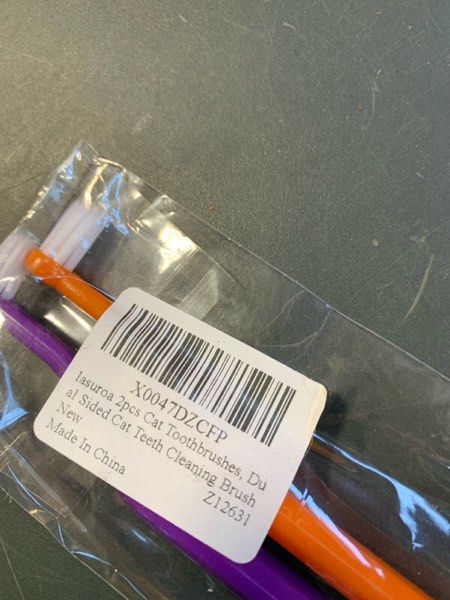 X0047DZCFP
Iasuroa 2pcs Cat Toothbrushes, Du
al Sided Cat Teeth Cleaning Brush
New
Z12631
Made In China